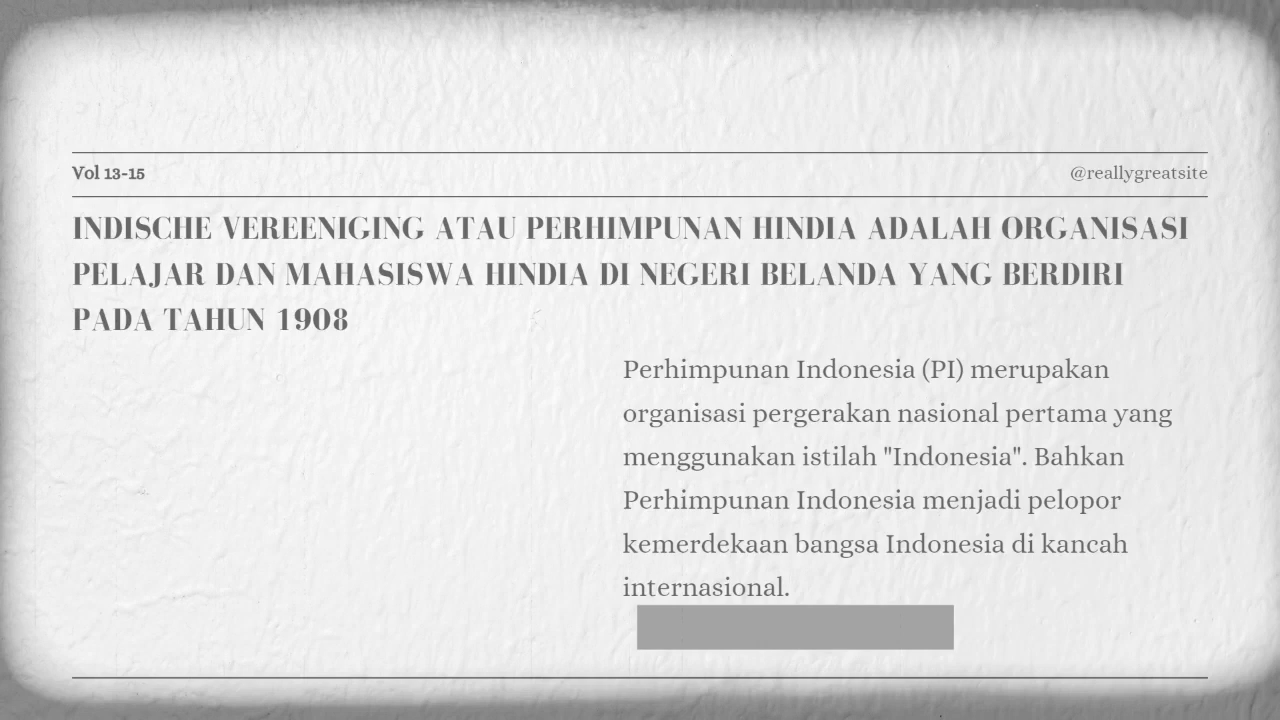 Vol 13-15
@reallygreatsite
INDISCHE VEREENIGING ATAU PERHIMPUNAN HINDIA ADALAH ORGANISASI
PELAJAR DAN MAHASISWA HINDIA DI NEGERI BELANDA YANG BERDIRI
PADA TAHUN 1908
Perhimpunan Indonesia (PI) merupakan
organisasi pergerakan nasional pertama yang
menggunakan istilah "Indonesia". Bahkan
Perhimpunan Indonesia menjadi pelopor
kemerdekaan bangsa Indonesia di kancah
internasional.